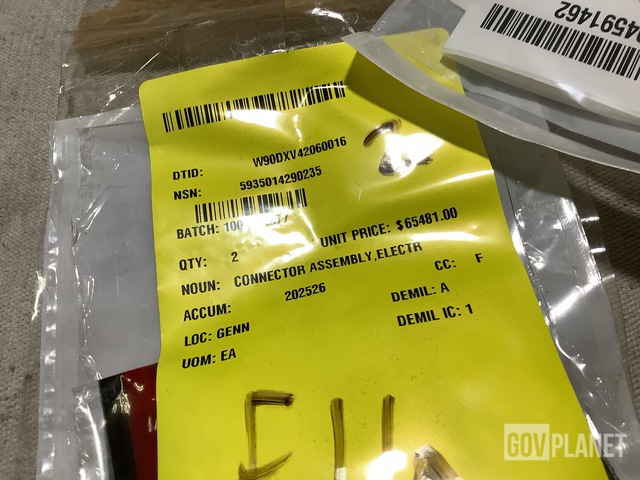 04591462
DTID: W90DXV42060016
NSN: 5935014290235
BATCH: 100
QTY: 2 UNIT PRICE: $65481.00
NOUN: CONNECTOR ASSEMBLY,ELECTR
ACCUM: 202526 CC: F
LOC: GENN DEMIL: A
UOM: EA DEMIL IC: 1
GOVPLANET